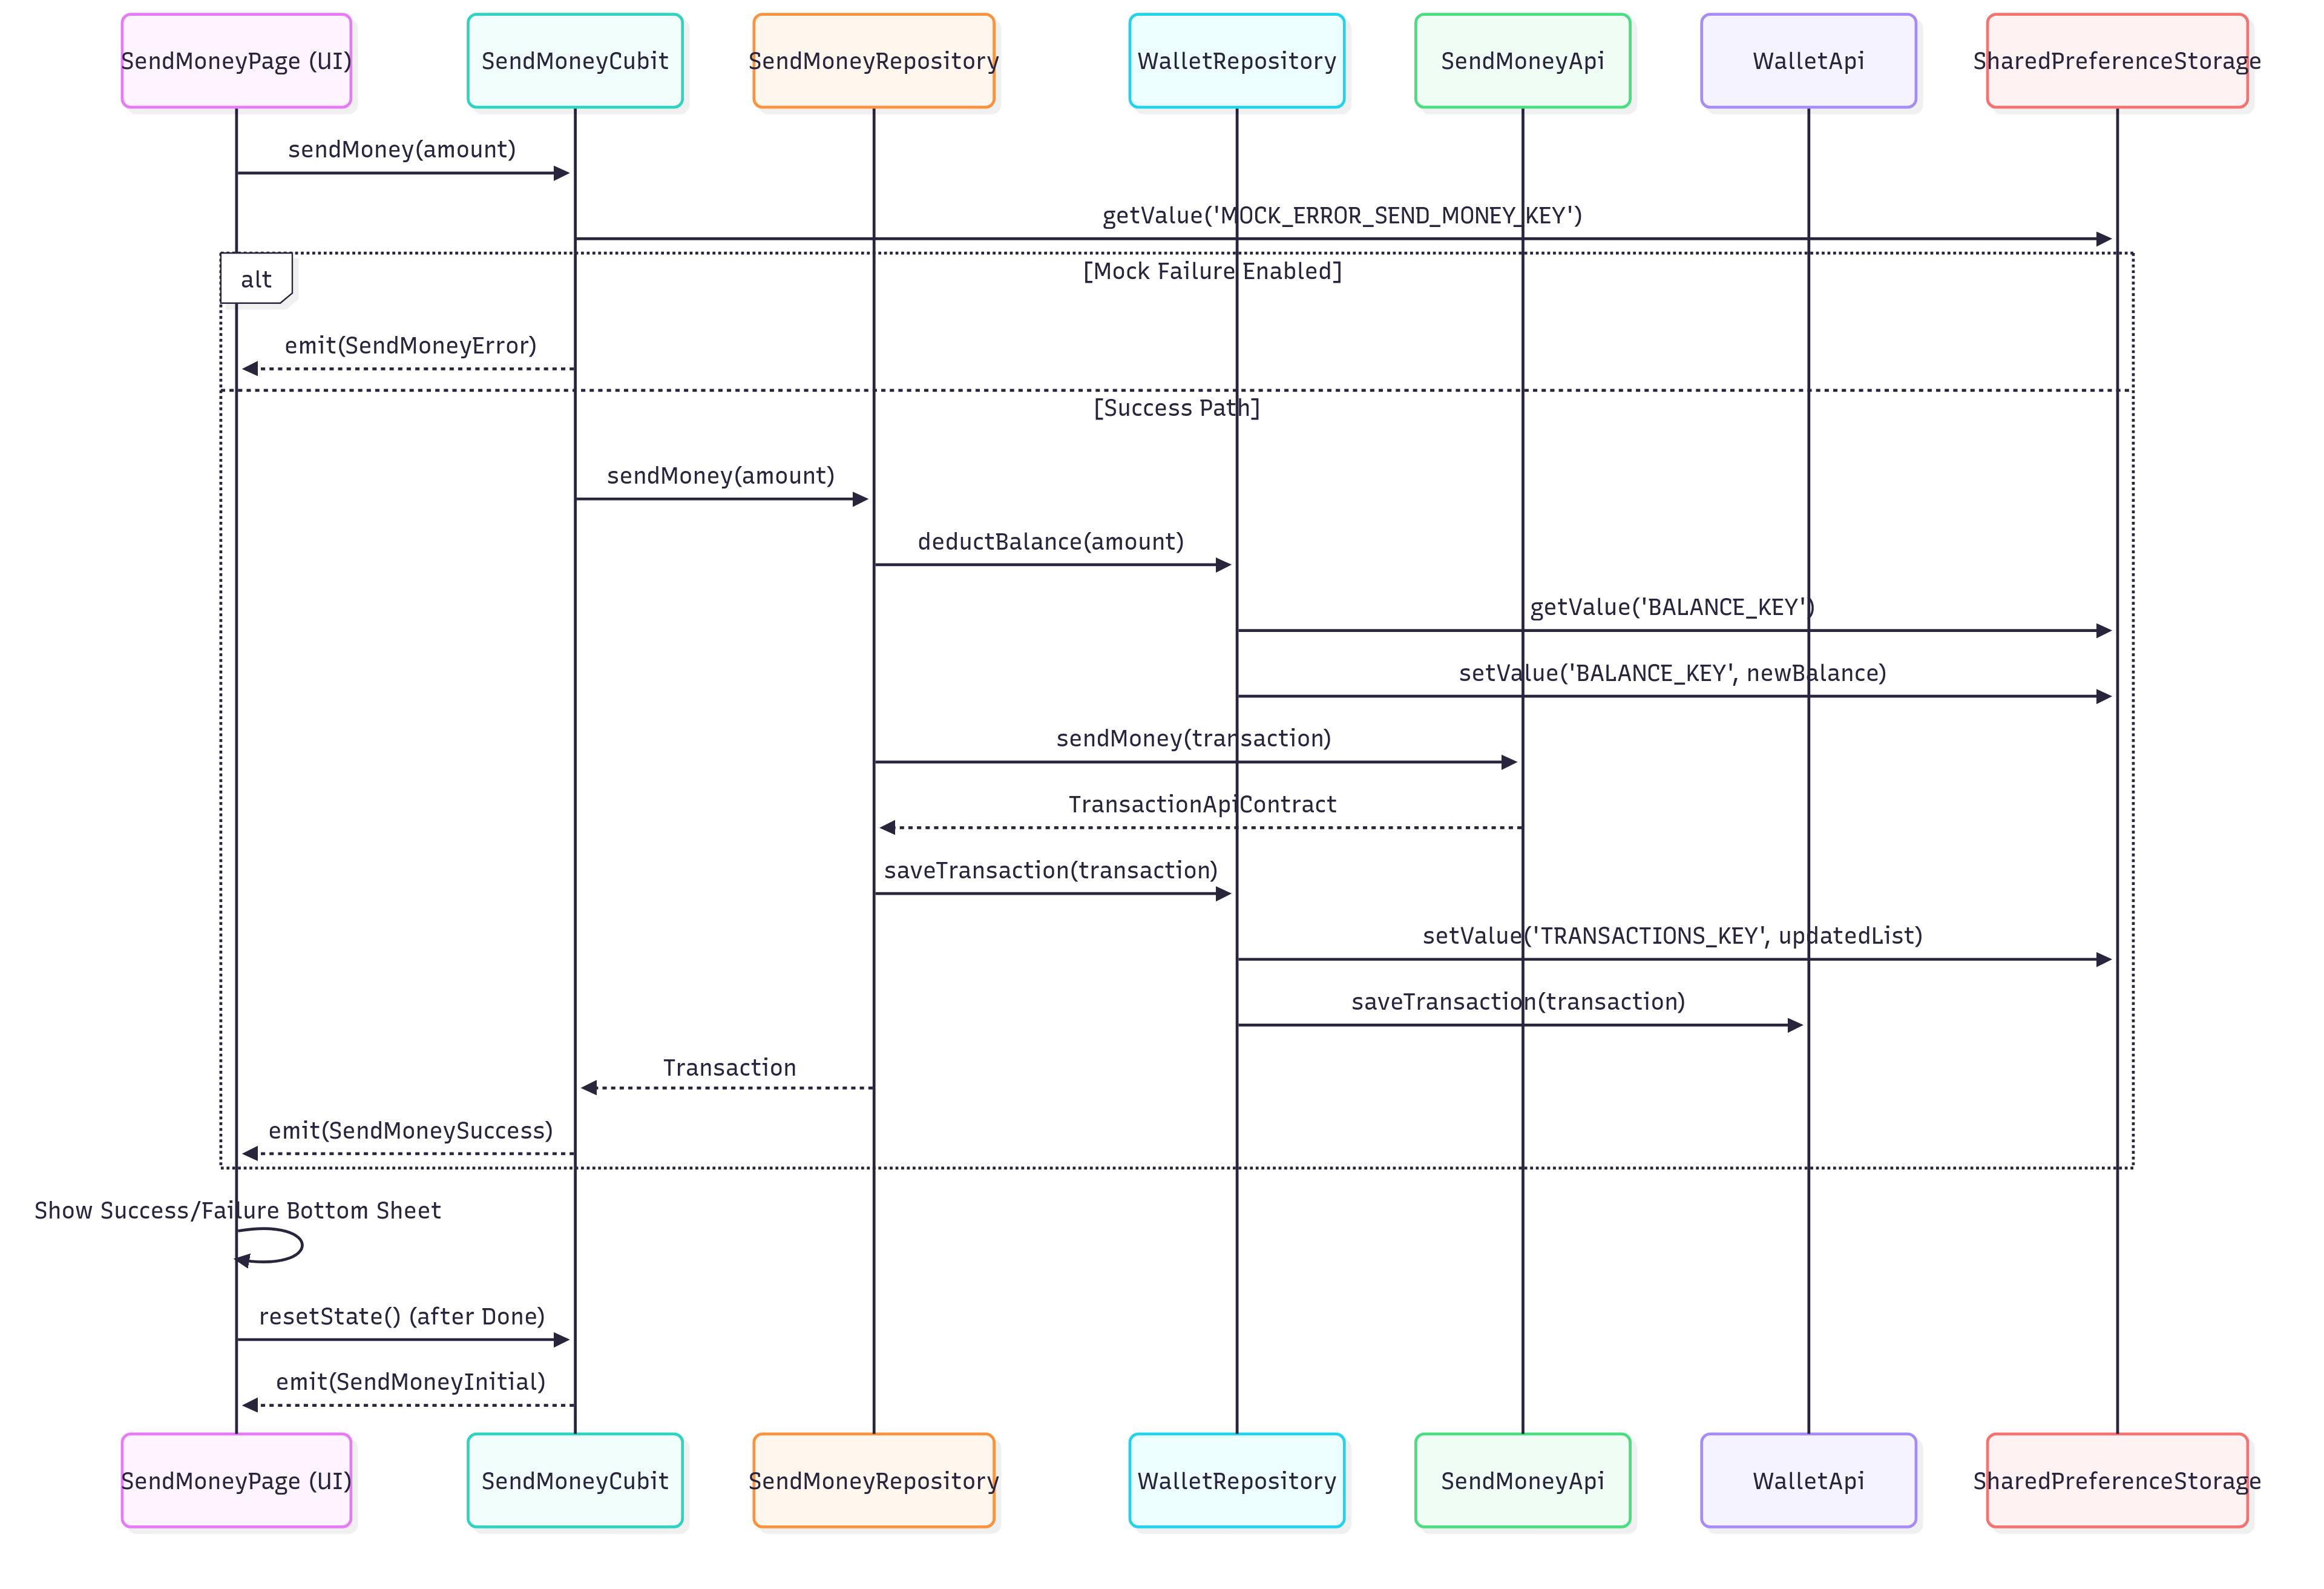 SendMoneyPage (UI)
SendMoneyCubit
SendMoneyRepository
WalletRepository
SendMoneyApi
WalletApi
SharedPreferenceStorage
sendMoney(amount)
getValue('MOCK_ERROR_SEND_MONEY_KEY')
alt
[Mock Failure Enabled]
emit(SendMoneyError)
[Success Path]
sendMoney(amount)
deductBalance(amount)
getValue('BALANCE_KEY')
setValue('BALANCE_KEY', newBalance)
sendMoney(transaction)
TransactionApiContract
saveTransaction(transaction)
setValue('TRANSACTIONS_KEY', updatedList)
saveTransaction(transaction)
Transaction
emit(SendMoneySuccess)
Show Success/Failure Bottom Sheet
resetState() (after Done)
emit(SendMoneyInitial)
SendMoneyPage (UI)
SendMoneyCubit
SendMoneyRepository
WalletRepository
SendMoneyApi
WalletApi
SharedPreferenceStorage